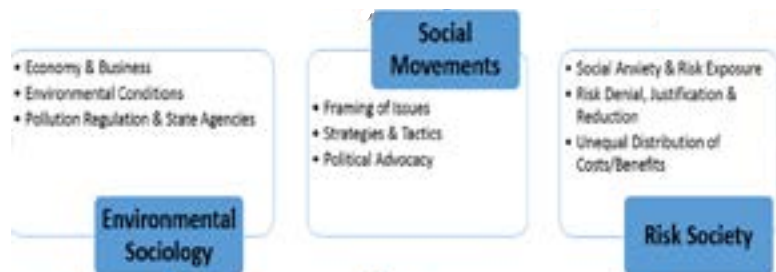 • Economy & Business
• Environmental Conditions
• Pollution Regulation & State Agencies
Environmental
Sociology
Social
Movements
• Framing of Issues
• Strategies & Tactics
• Political Advocacy
• Social Anxiety & Risk Exposure
• Risk Denial, Justification &
Reduction
• Unequal Distribution of
Costs/Benefits
Risk Society